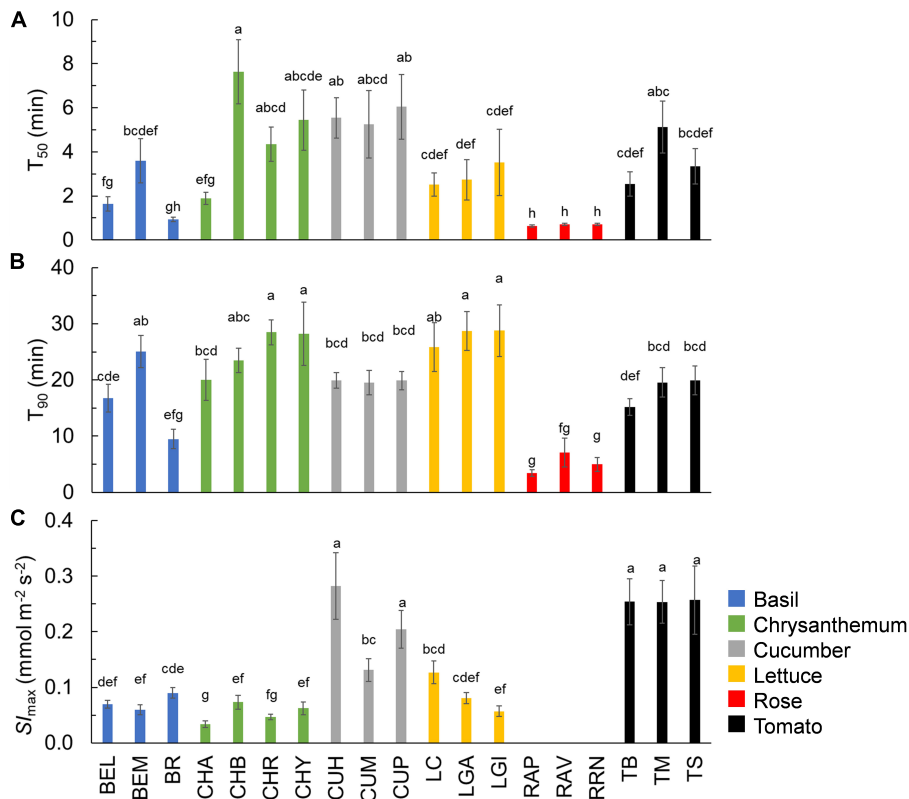 A
T50 (min)
10
8
6
4
2
0
fg
bcdef
gh
efg
a
abcd
abcde
ab
abcd
ab
cdef
def
cdef
h
h
h
cdef
abc
bcdef
B
T90 (min)
40
30
20
10
0
cde
ab
efg
bcd
abc
a
a
bcd
bcd
bcd
ab
a
a
g
fg
g
def
bcd
bcd
C
SImax (mmol m-2 s-2)
0.4
0.3
0.2
0.1
0.0
def
ef
cde
g
ef
fg
ef
a
bc
a
bcd
cdef
ef
a
a
a
BEL
BEM
BR
CHA
CHB
CHR
CHY
CUH
CUM
CUP
LC
LGA
LGI
RAP
RAV
RRN
TB
TM
TS
Basil
Chrysanthemum
Cucumber
Lettuce
Rose
Tomato